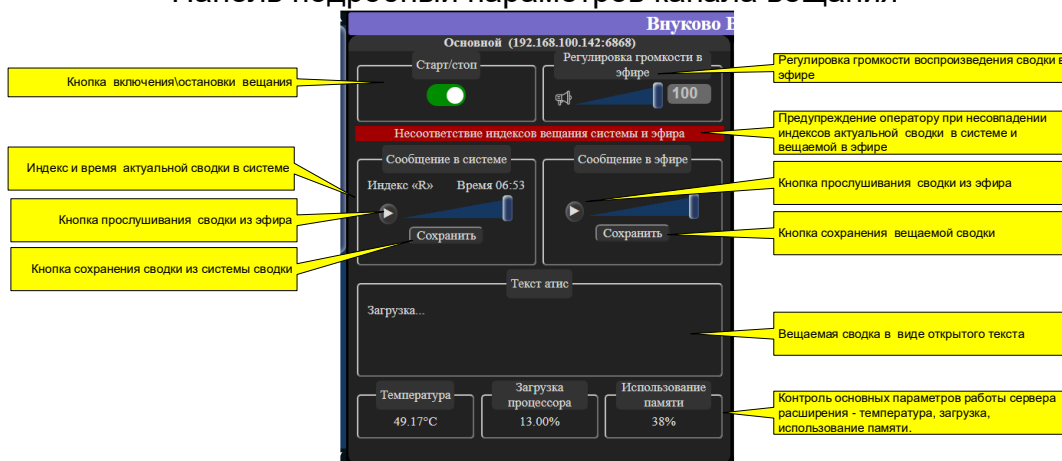 Панель подробных параметров канала вещания
Внуково
Основной (192.168.100.142:6868)
Старт/стоп
Регулировка громкости в
эфире
100
Несоответствие индексов вещания системы и эфира
Сообщение в системе
Индекс «R» Время 06:53
Сохранить
Сообщение в эфире
Сохранить
Текст атис
Загрузка...
Температура
49.17°C
Загрузка
процессора
13.00%
Использование
памяти
38%
Кнопка включения\остановки вещания
Индекс и время актуальной сводки в системе
Кнопка прослушивания сводки из эфира
Кнопка сохранения сводки из системы сводки
Регулировка громкости воспроизведения сводки в
эфире
Предупреждение оператору при несовпадении
индексов актуальной сводки в системе и
вещаемой в эфире
Кнопка прослушивания сводки из эфира
Кнопка сохранения вещаемой сводки
Вещаемая сводка в виде открытого текста
Контроль основных параметров работы сервера
расширения - температура, загрузка,
использование памяти.